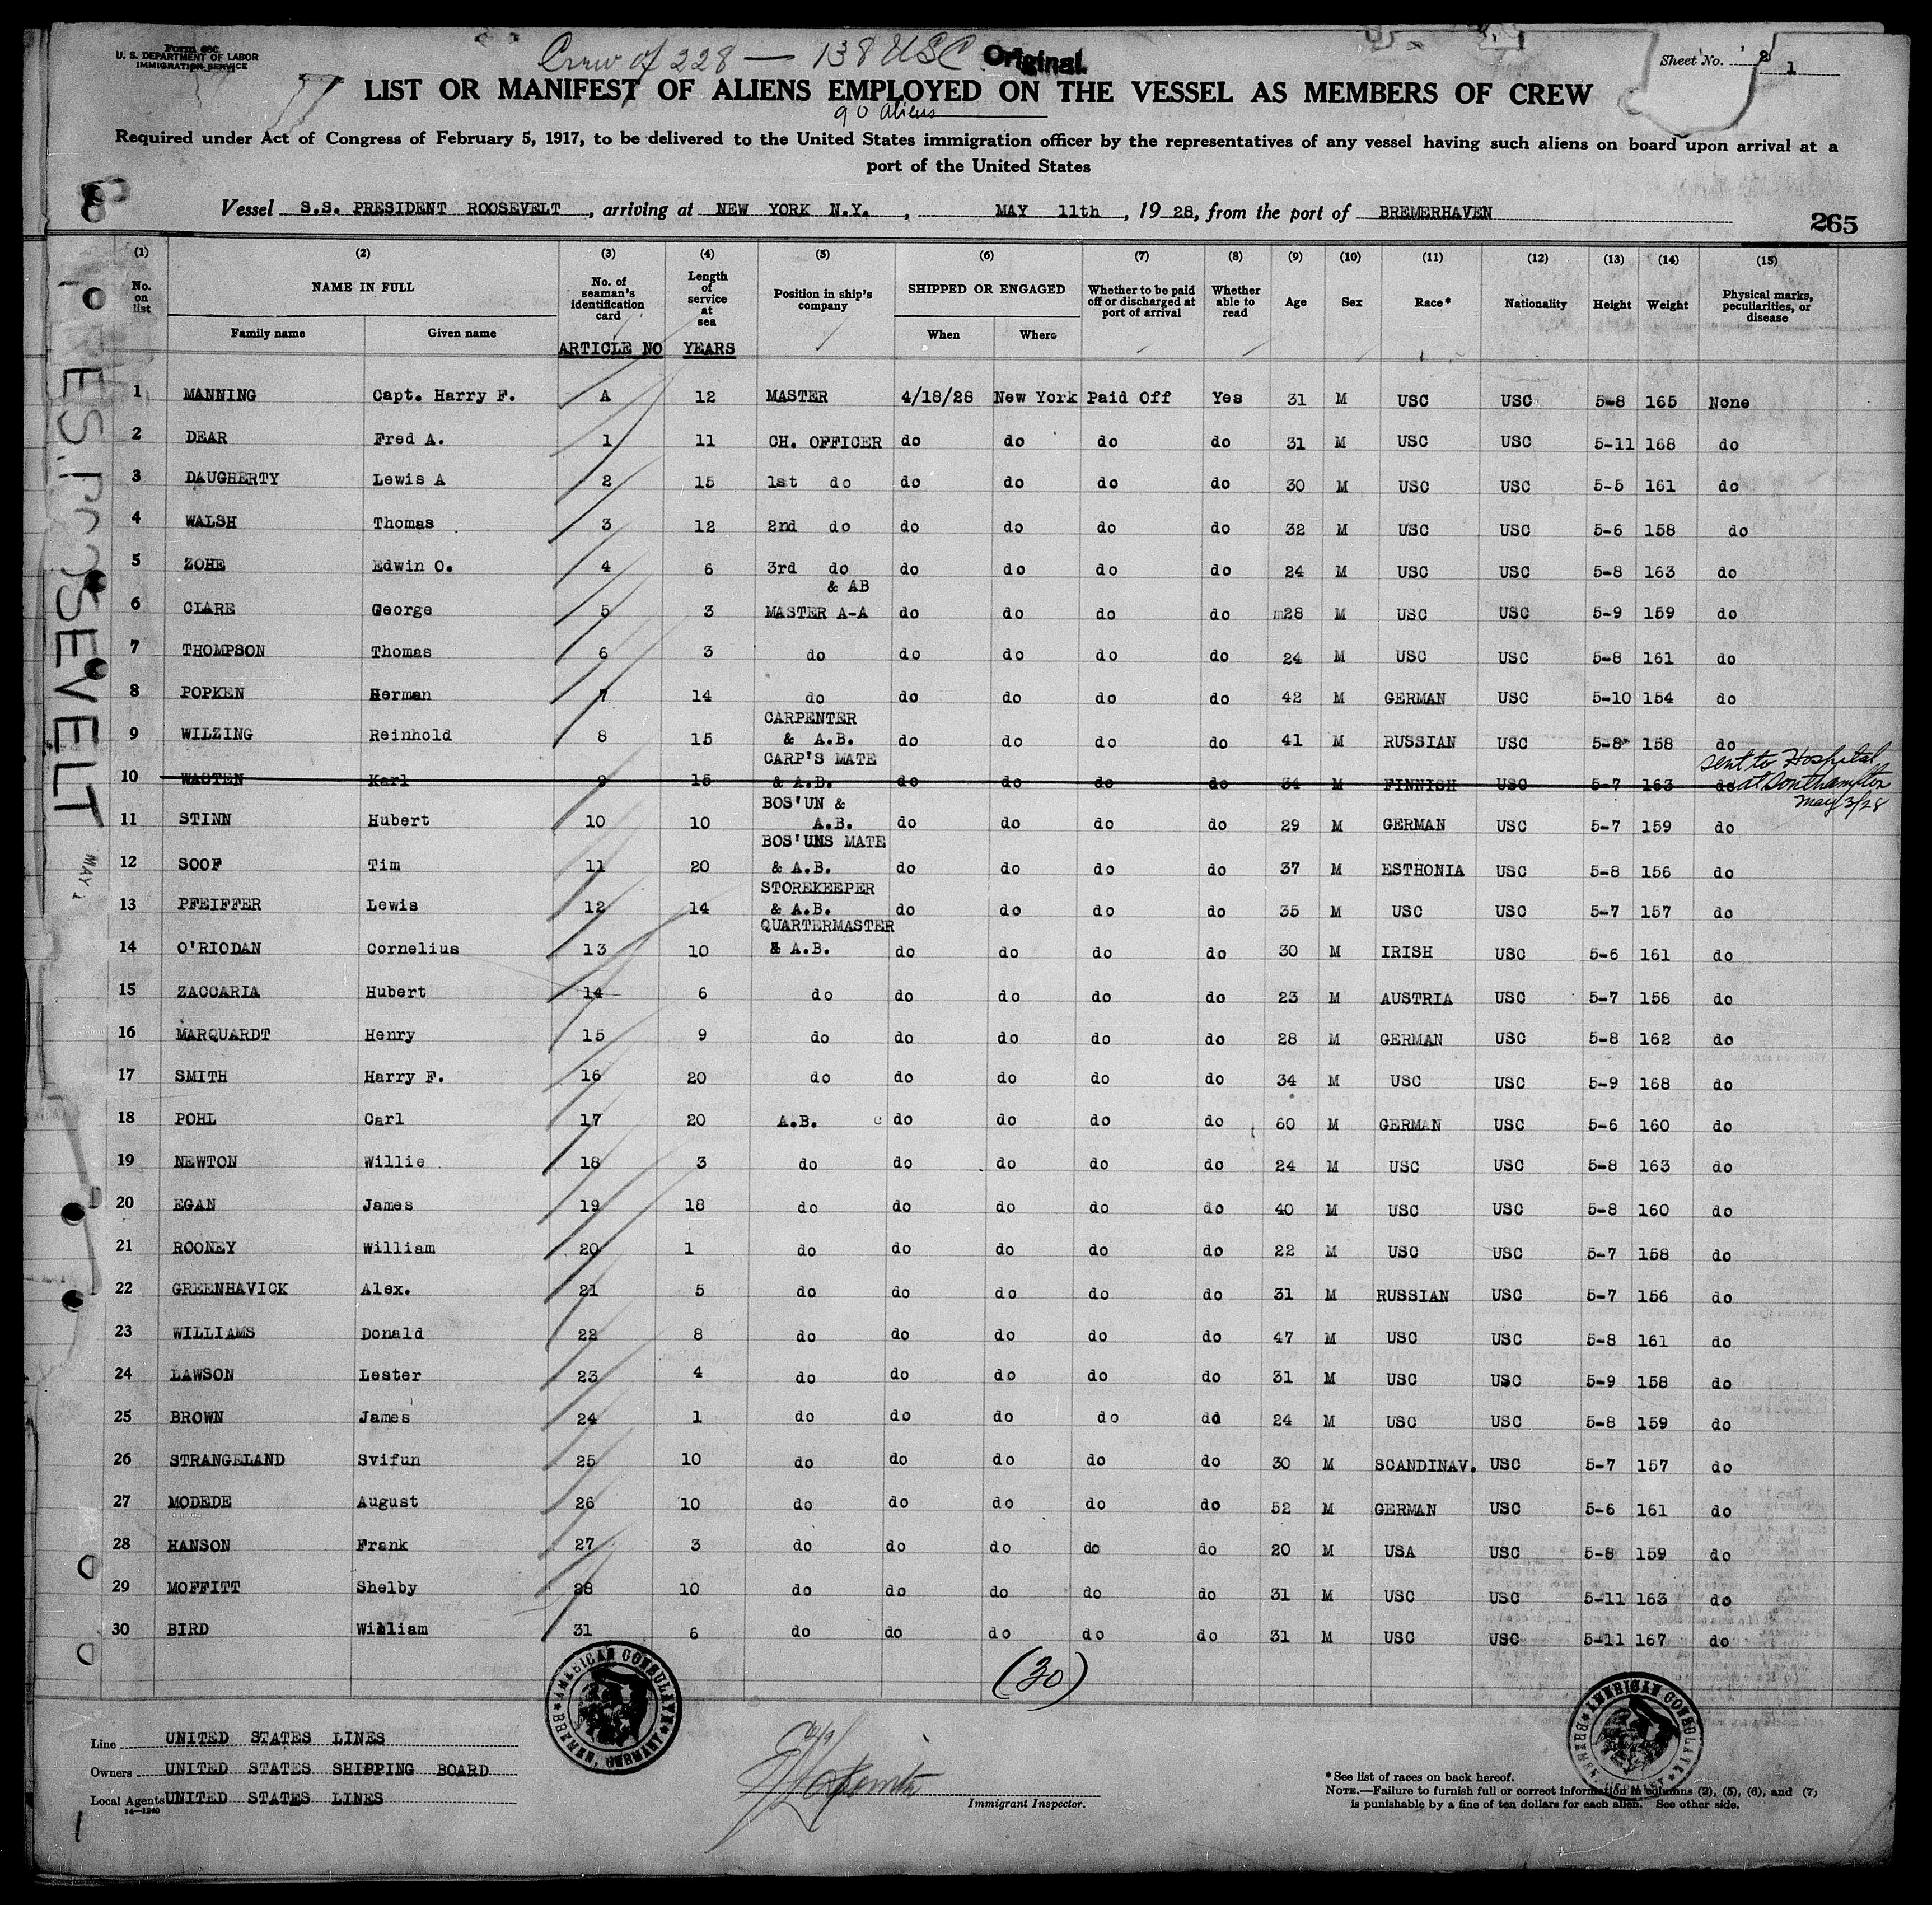 Form 680
U. S. DEPARTMENT OF LABOR
IMMIGRATION SERVICE
Crew of 228 — 138 USC Original.
Sheet No. 1
LIST OR MANIFEST OF ALIENS EMPLOYED ON THE VESSEL AS MEMBERS OF CREW
90 Aliens
Required under Act of Congress of February 5, 1917, to be delivered to the United States immigration officer by the representatives of any vessel having such aliens on board upon arrival at a
port of the United States
Vessel S.S. PRESIDENT ROOSEVELT, arriving at NEW YORK N.Y., MAY 11th, 1928, from the port of BREMERHAVEN
265
(1) (2) (3) (4) (5) (6) (7) (8) (9) (10) (11) (12) (13) (14) (15)
No. on list NAME IN FULL Family name Given name No. of seaman's identification card Length of service at sea Position in ship's company SHIPPED OR ENGAGED When Where Whether to be paid off or discharged at port of arrival Whether able to read Age Sex Race* Nationality Height Weight Physical marks, peculiarities, or disease
ARTICLE NO YEARS
1 MANNING Capt. Harry F. A 12 MASTER 4/18/28 New York Paid Off Yes 31 M USC USC 5-8 165 None
2 DEAR Fred A. 1 11 CH. OFFICER do do do do 31 M USC USC 5-11 168 do
3 DAUGHERTY Lewis A 2 15 1st do do do do do 30 M USC USC 5-5 161 do
4 WALSH Thomas 3 12 2nd do do do do do 32 M USC USC 5-6 158 do
5 ZOHE Edwin O. 4 6 3rd do do do do do 24 M USC USC 5-8 163 do
& AB
6 CLARE George 5 3 MASTER A-A do do do do 28 M USC USC 5-9 159 do
7 THOMPSON Thomas 6 3 do do do do do 24 M USC USC 5-8 161 do
8 POPKEN Herman 7 14 do do do do do 42 M GERMAN USC 5-10 154 do
CARPENTER
9 WILZING Reinhold 8 15 & A.B. do do do do 41 M RUSSIAN USC 5-8 158 do
CARP'S MATE
10 WASTEN Karl 9 15 & A.B. do do do do 34 M FINNISH USC 5-7 163 do
sent to Hospital
at Southampton
May 3/28
BOS'UN &
11 STINN Hubert 10 10 A.B. do do do do 29 M GERMAN USC 5-7 159 do
BOS'UNS MATE
12 SOOF Tim 11 20 & A.B. do do do do 37 M ESTHONIA USC 5-8 156 do
STOREKEEPER
13 PFEIFFER Lewis 12 14 & A.B. do do do do 35 M USC USC 5-7 157 do
QUARTERMASTER
14 O'RIODAN Cornelius 13 10 & A.B. do do do do 30 M IRISH USC 5-6 161 do
15 ZACCARIA Hubert 14 6 do do do do do 23 M AUSTRIA USC 5-7 158 do
16 MARQUARDT Henry 15 9 do do do do do 28 M GERMAN USC 5-8 162 do
17 SMITH Harry F. 16 20 do do do do do 34 M USC USC 5-9 168 do
18 POHL Carl 17 20 A.B. do do do do 60 M GERMAN USC 5-6 160 do
19 NEWTON Willie 18 3 do do do do do 24 M USC USC 5-8 163 do
20 EGAN James 19 18 do do do do do 40 M USC USC 5-8 160 do
21 ROONEY William 20 1 do do do do do 22 M USC USC 5-7 158 do
22 GREENHAVICK Alex. 21 5 do do do do do 31 M RUSSIAN USC 5-7 156 do
23 WILLIAMS Donald 22 8 do do do do do 47 M USC USC 5-8 161 do
24 LAWSON Lester 23 4 do do do do do 31 M USC USC 5-9 158 do
25 BROWN James 24 1 do do do do dd 24 M USC USC 5-8 159 do
26 STRANGELAND Svifun 25 10 do do do do do 30 M SCANDINAV. USC 5-7 157 do
27 MODEDE August 26 10 do do do do do 52 M GERMAN USC 5-6 161 do
28 HANSON Frank 27 3 do do do do do 20 M USA USC 5-8 159 do
29 MOFFITT Shelby 28 10 do do do do do 31 M USC USC 5-11 163 do
30 BIRD William 31 6 do do do do do 31 M USC USC 5-11 167 do
(30)
AMERICAN CONSULATE BREMEN, GERMANY
AMERICAN CONSULATE BREMEN, GERMANY
Line UNITED STATES LINES
Owners UNITED STATES SHIPPING BOARD
Local Agents UNITED STATES LINES
14—1240
Immigrant Inspector.
*See list of races on back hereof.
NOTE.—Failure to furnish full or correct information in columns (2), (5), (6), and (7)
is punishable by a fine of ten dollars for each alien. See other side.
PRES. ROOSEVELT
MAY 1